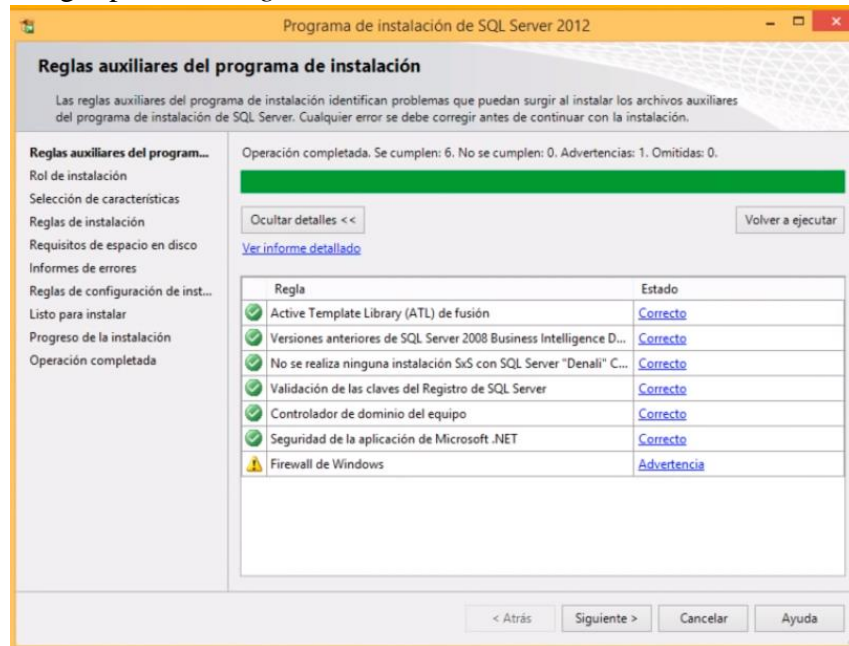 Programa de instalación de SQL Server 2012
Reglas auxiliares del programa de instalación
Las reglas auxiliares del programa de instalación identifican problemas que puedan surgir al instalar los archivos auxiliares
del programa de instalación de SQL Server. Cualquier error se debe corregir antes de continuar con la instalación.
Reglas auxiliares del program...
Rol de instalación
Selección de características
Reglas de instalación
Requisitos de espacio en disco
Informes de errores
Reglas de configuración de inst...
Listo para instalar
Progreso de la instalación
Operación completada
Operación completada. Se cumplen: 6. No se cumplen: 0. Advertencias: 1. Omitidas: 0.
Ocultar detalles <<
Volver a ejecutar
Ver informe detallado
Regla Estado
Active Template Library (ATL) de fusión Correcto
Versiones anteriores de SQL Server 2008 Business Intelligence D... Correcto
No se realiza ninguna instalación SxS con SQL Server "Denali" C... Correcto
Validación de las claves del Registro de SQL Server Correcto
Controlador de dominio del equipo Correcto
Seguridad de la aplicación de Microsoft .NET Correcto
Firewall de Windows Advertencia
< Atrás Siguiente > Cancelar Ayuda